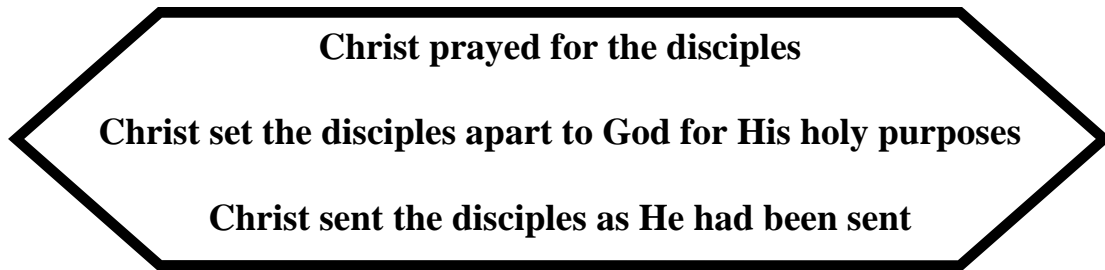 Christ prayed for the disciples
Christ set the disciples apart to God for His holy purposes
Christ sent the disciples as He had been sent